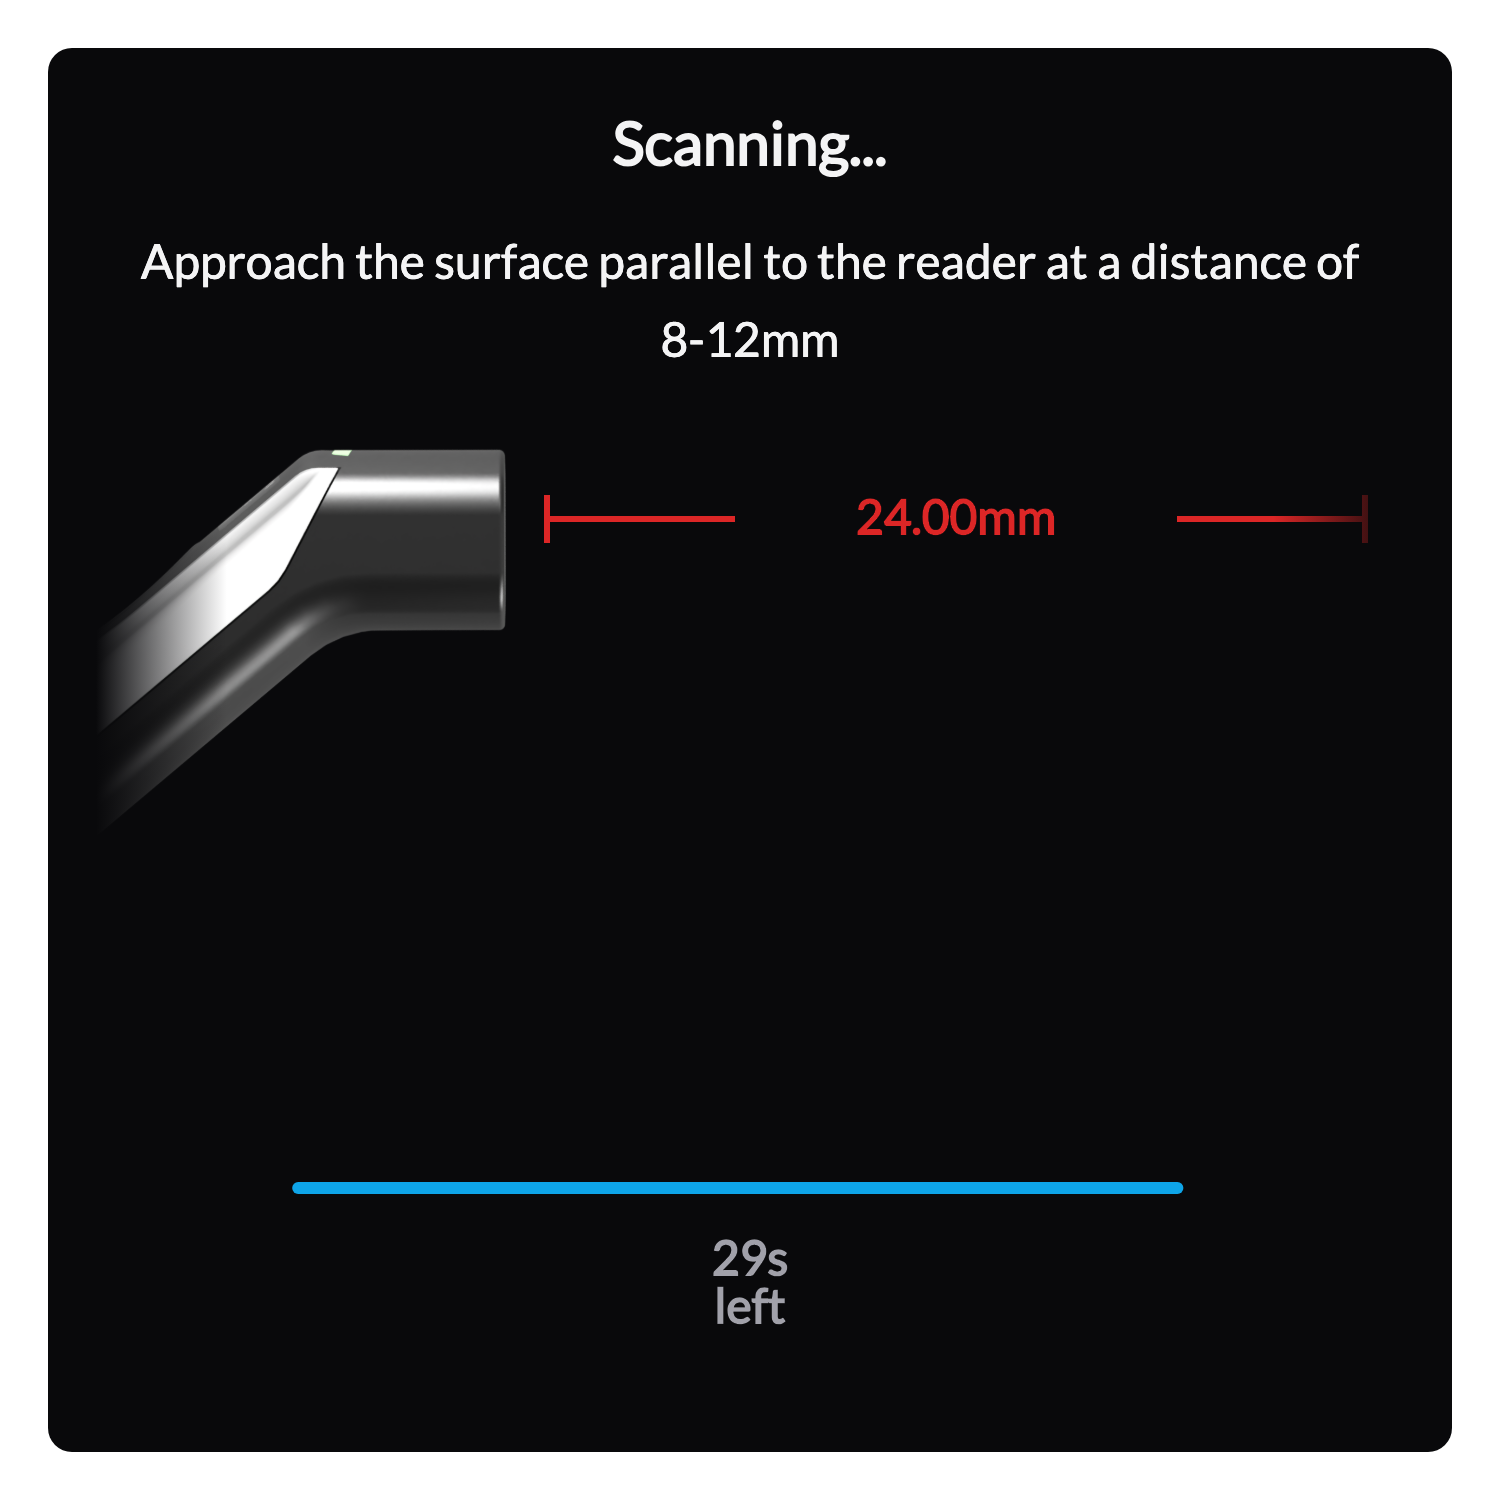 Scanning...
Approach the surface parallel to the reader at a distance of
8-12mm
24.00mm
29s
left